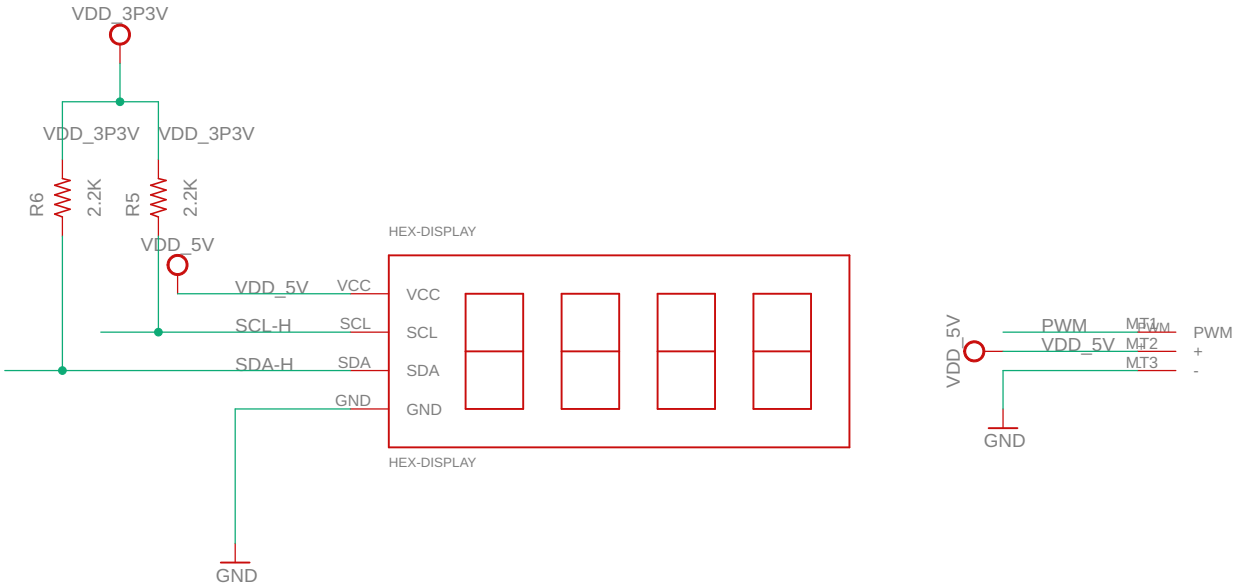 VDD_3P3V
VDD_3P3V
VDD_3P3V
R6
2.2K
R5
2.2K
VDD_5V
HEX-DISPLAY
VDD_5V
VCC
VCC
SCL-H
SCL
SCL
SDA-H
SDA
SDA
GND
GND
HEX-DISPLAY
GND
VDD_5V
PWM
MT1
PWM
PWM
VDD_5V
MT2
+
MT3
-
GND